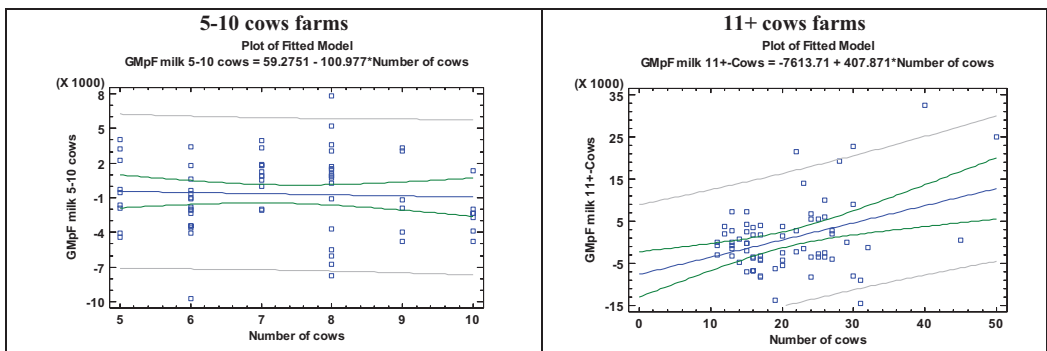 5-10 cows farms
Plot of Fitted Model
GMpF milk 5-10 cows = 59.2751 - 100.977*Number of cows
(X 1000)
8
5
2
-1
-4
-7
-10
GMpF milk 5-10 cows
5 6 7 8 9 10
Number of cows
11+ cows farms
Plot of Fitted Model
GMpF milk 11+-Cows = -7613.71 + 407.871*Number of cows
(X 1000)
35
25
15
5
-5
-15
GMpF milk 11+-Cows
0 10 20 30 40 50
Number of cows